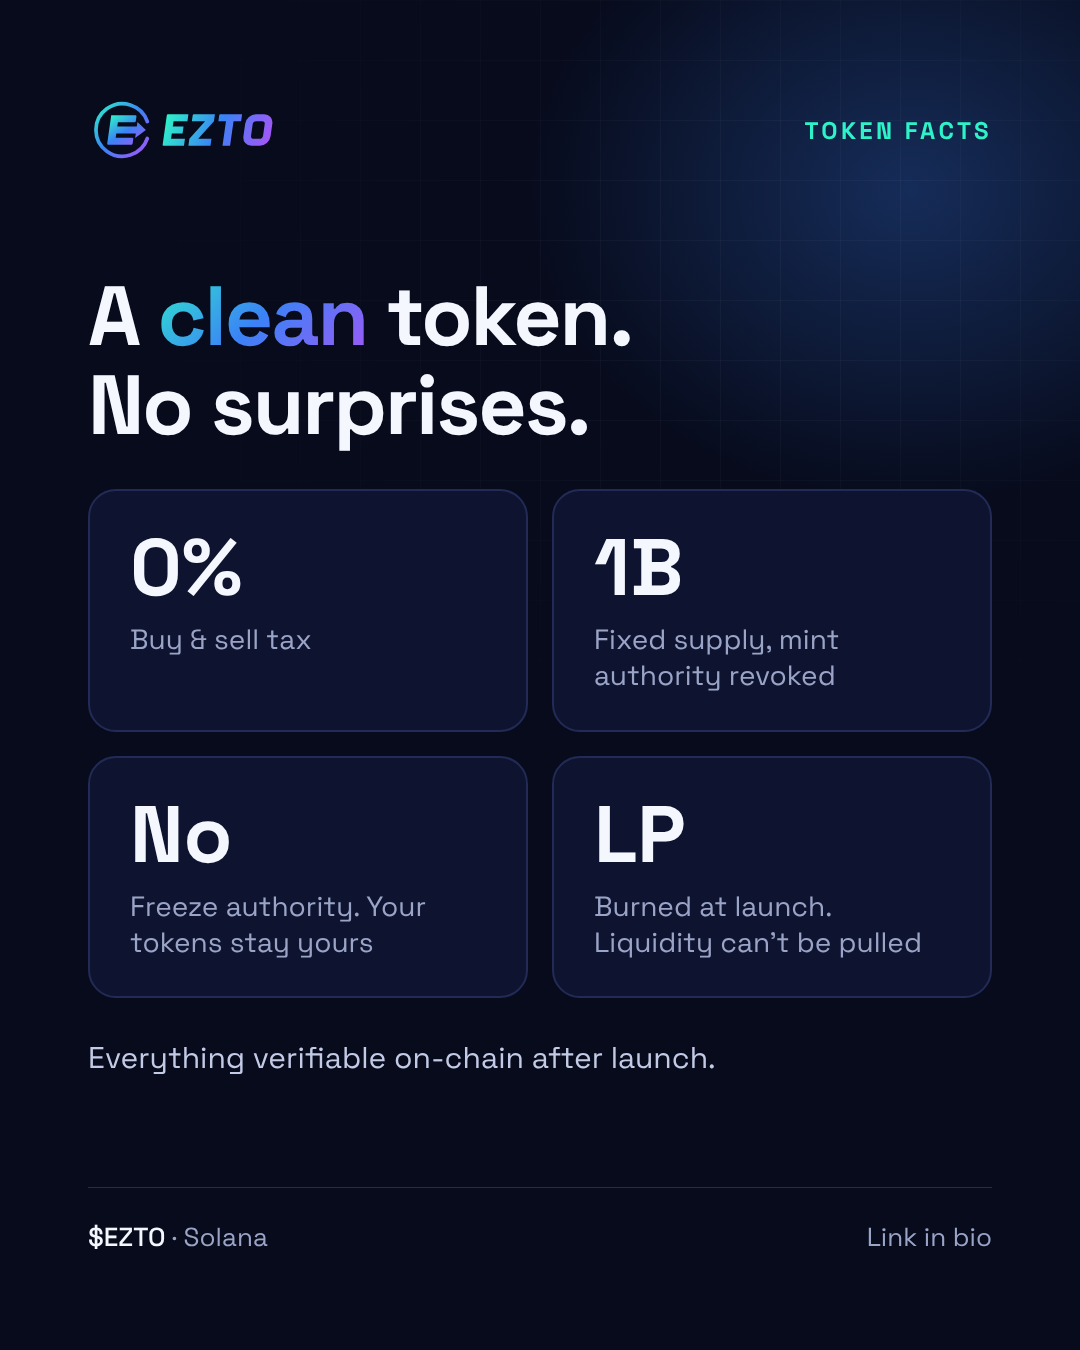 EZTO
TOKEN FACTS
A clean token.
No surprises.
0%
Buy & sell tax
1B
Fixed supply, mint
authority revoked
No
Freeze authority. Your
tokens stay yours
LP
Burned at launch.
Liquidity can’t be pulled
Everything verifiable on-chain after launch.
$EZTO · Solana
Link in bio